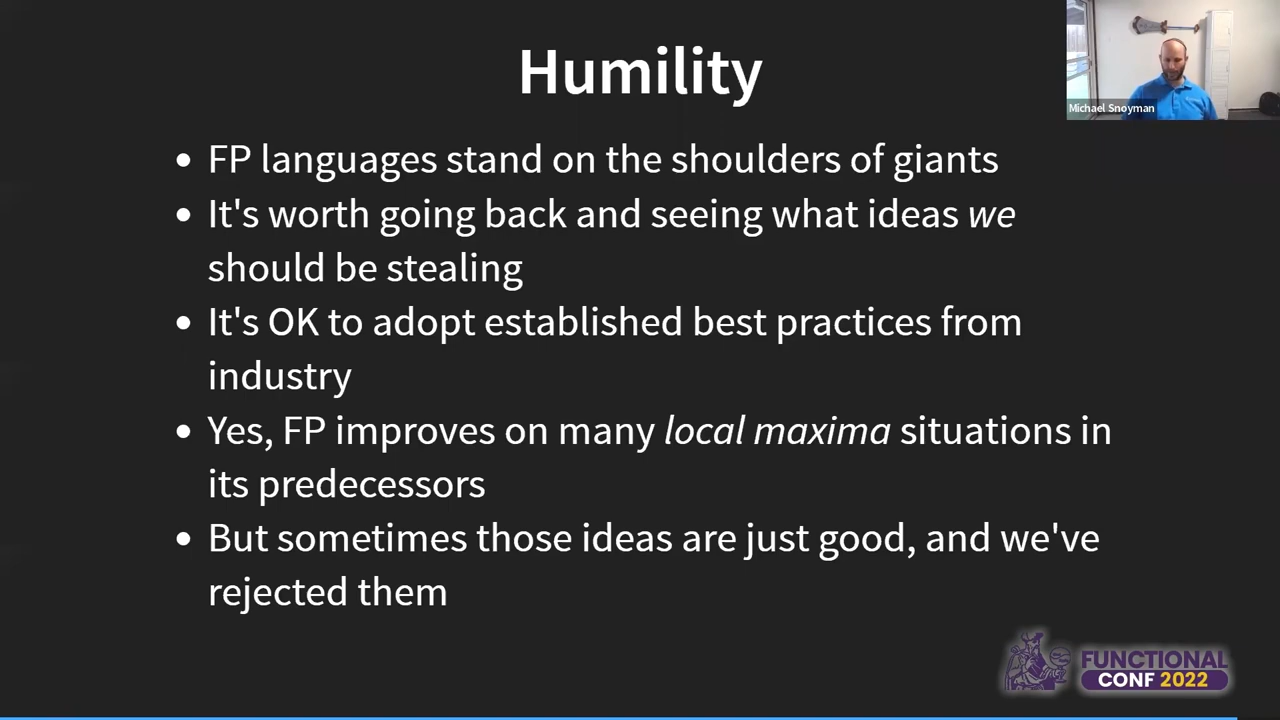 Humility
Michael Snoyman
• FP languages stand on the shoulders of giants
• It's worth going back and seeing what ideas we
should be stealing
• It's OK to adopt established best practices from
industry
• Yes, FP improves on many local maxima situations in
its predecessors
• But sometimes those ideas are just good, and we've
rejected them
FUNCTIONAL
CONF 2022